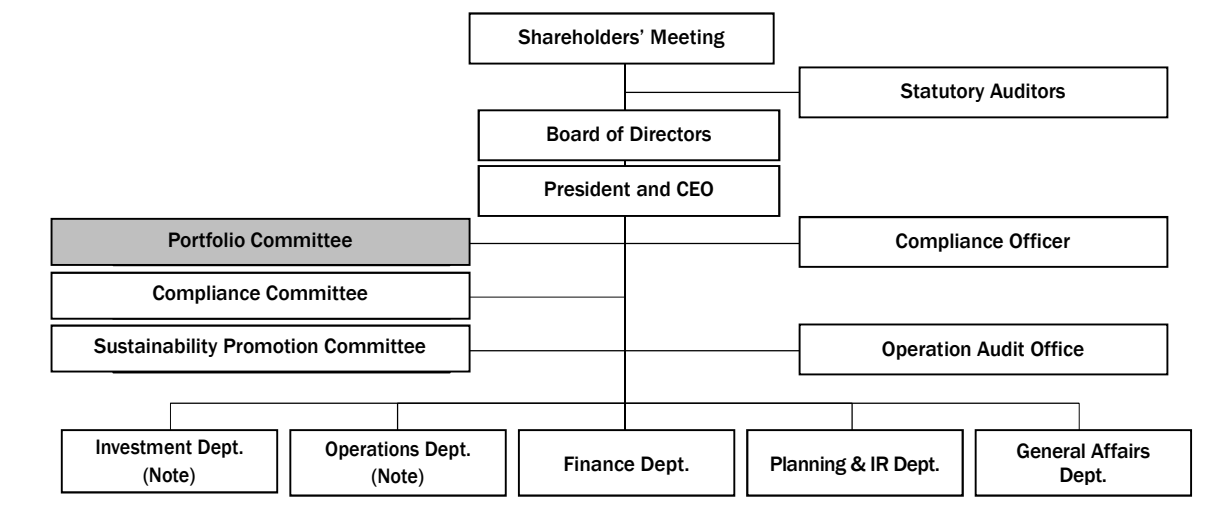 Shareholders’ Meeting
Statutory Auditors
Board of Directors
President and CEO
Portfolio Committee
Compliance Officer
Compliance Committee
Sustainability Promotion Committee
Operation Audit Office
Investment Dept.
(Note)
Operations Dept.
(Note)
Finance Dept.
Planning & IR Dept.
General Affairs
Dept.